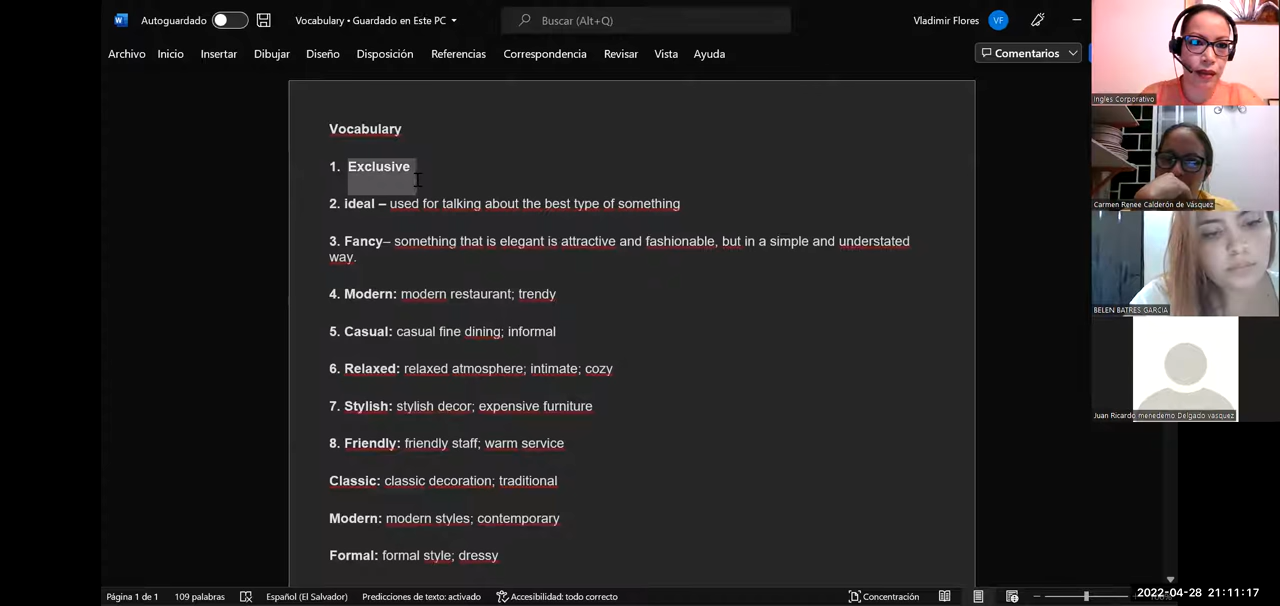 Autoguardado
Vocabulary • Guardado en Este PC
Buscar (Alt+Q)
Vladimir Flores
VF
Archivo Inicio Insertar Dibujar Diseño Disposición Referencias Correspondencia Revisar Vista Ayuda
Comentarios
Vocabulary
1. Exclusive
2. ideal – used for talking about the best type of something
3. Fancy– something that is elegant is attractive and fashionable, but in a simple and understated
way.
4. Modern: modern restaurant; trendy
5. Casual: casual fine dining; informal
6. Relaxed: relaxed atmosphere; intimate; cozy
7. Stylish: stylish decor; expensive furniture
8. Friendly: friendly staff; warm service
Classic: classic decoration; traditional
Modern: modern styles; contemporary
Formal: formal style; dressy
Ingles Corporativo
Carmen Renee Calderón de Vásquez
BELEN BATRES GARCIA
Juan Ricardo menedemo Delgado vasquez
Página 1 de 1 109 palabras Español (El Salvador) Predicciones de texto: activado Accesibilidad: todo correcto Concentración
2022-04-28 21:11:17